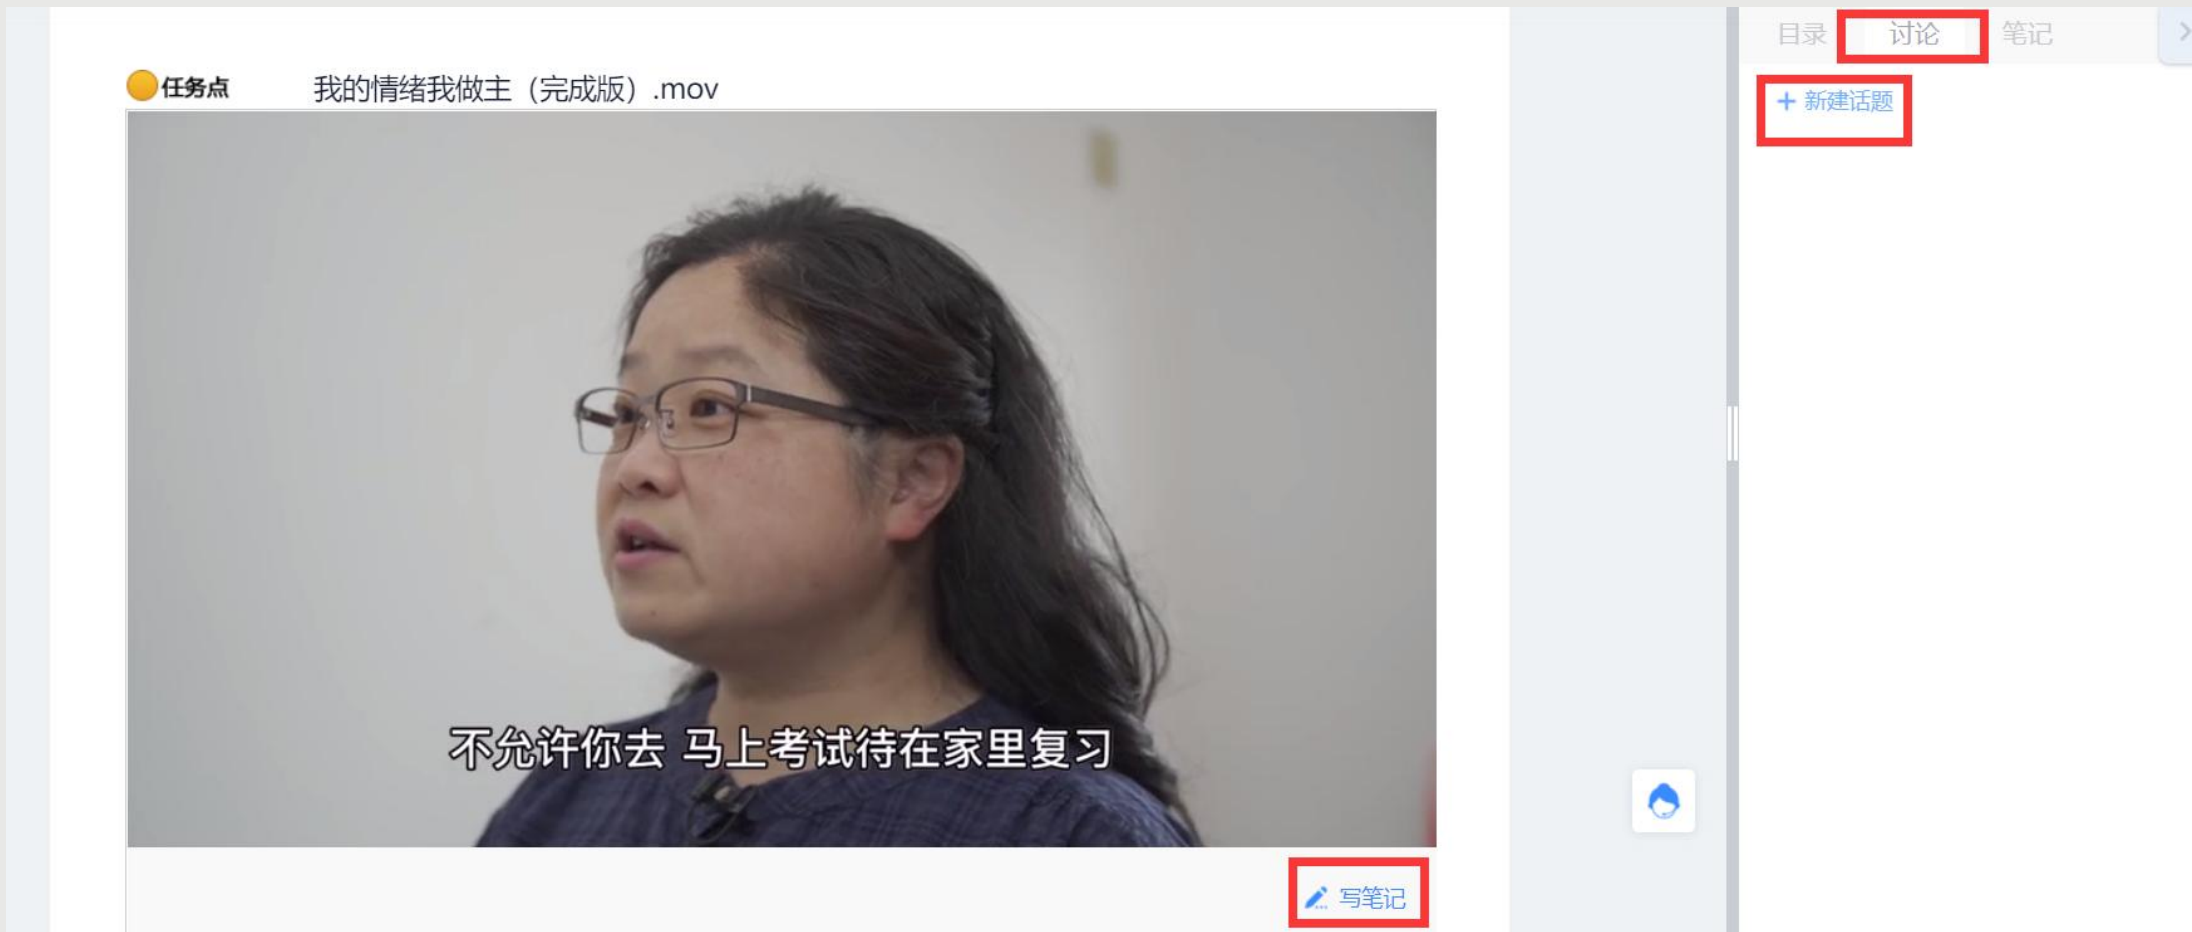 目录 讨论 笔记
任务点 我的情绪我做主（完成版）.mov
+ 新建话题
不允许你去 马上考试待在家里复习
写笔记